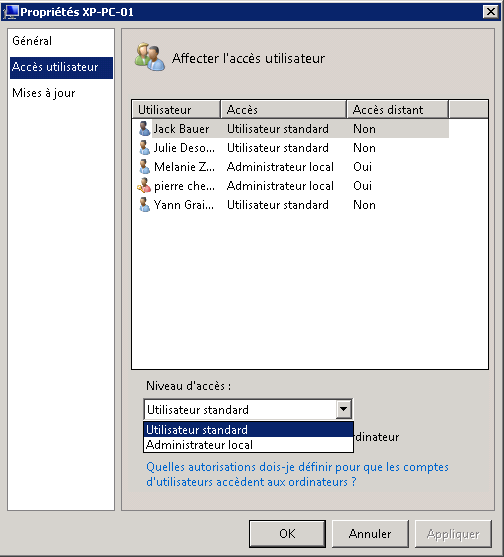 Propriétés XP-PC-01
Général
Accès utilisateur
Mises à jour
Affecter l'accès utilisateur
Utilisateur Accès Accès distant
Jack Bauer Utilisateur standard Non
Julie Deso... Utilisateur standard Non
Melanie Z... Administrateur local Oui
pierre che... Administrateur local Oui
Yann Grai... Utilisateur standard Non
Niveau d'accès :
Utilisateur standard
Utilisateur standard
Administrateur local
rdinateur
Quelles autorisations dois-je définir pour que les comptes
d'utilisateurs accèdent aux ordinateurs ?
OK Annuler Appliquer